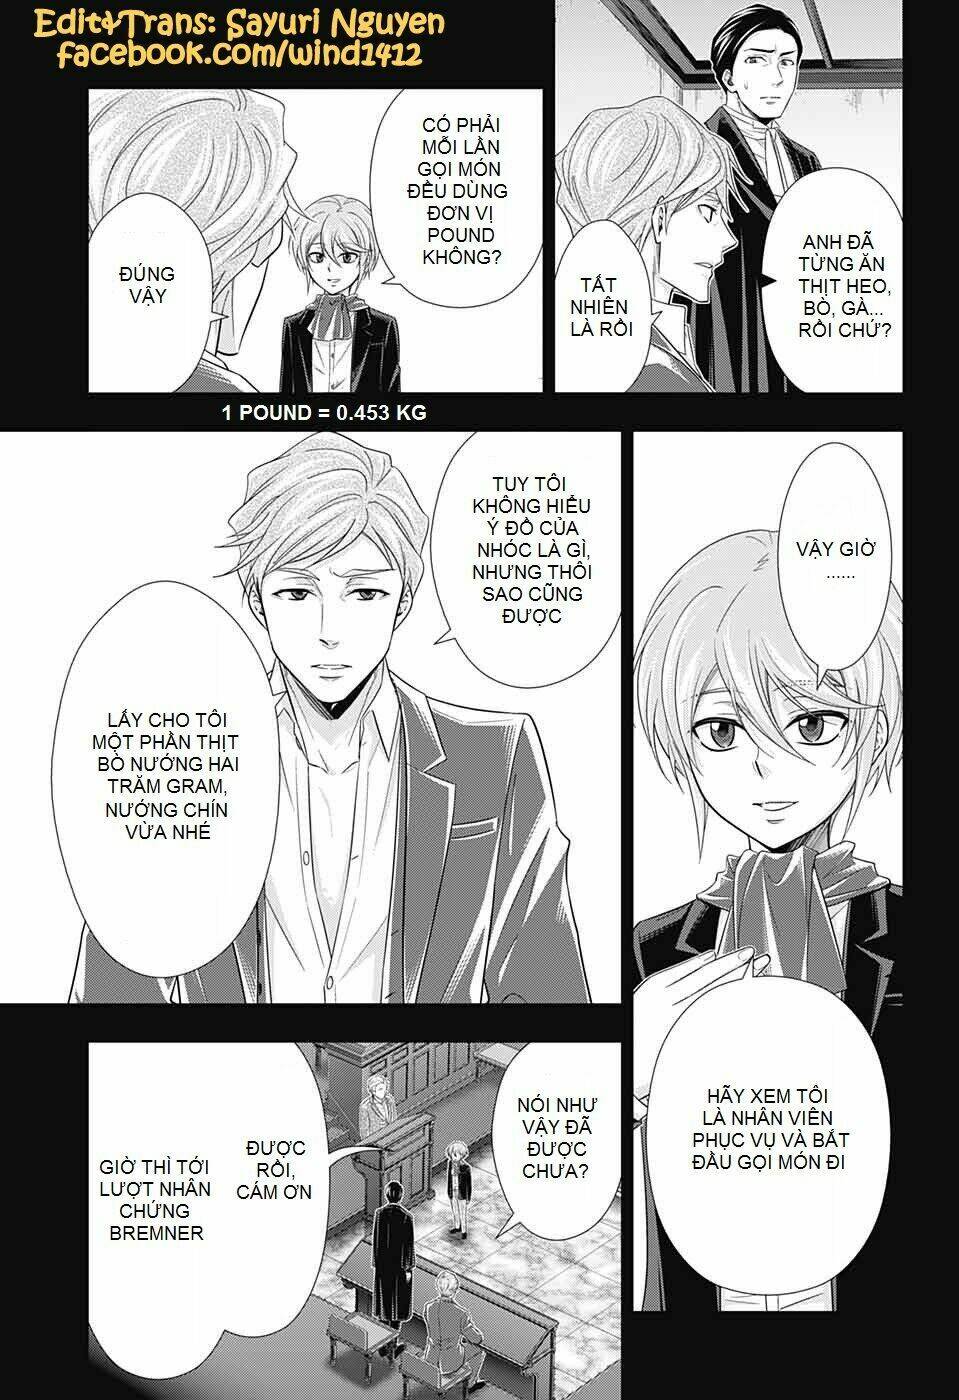 Edit&Trans: Sayuri Nguyen
facebook.com/wind1412
ANH ĐÃ
TỪNG ĂN
THỊT HEO,
BÒ, GÀ...
RỒI CHỨ?
TẤT
NHIÊN
LÀ RỒI
CÓ PHẢI
MỖI LẦN
GỌI MÓN
ĐỀU DÙNG
ĐƠN VỊ
POUND
KHÔNG?
ĐÚNG
VẬY
1 POUND = 0.453 KG
VẬY GIỜ
......
HÃY XEM TÔI
LÀ NHÂN VIÊN
PHỤC VỤ VÀ BẮT
ĐẦU GỌI MÓN ĐI
TUY TÔI
KHÔNG HIỂU
Ý ĐỒ CỦA
NHÓC LÀ GÌ,
NHƯNG THÔI
SAO CŨNG
ĐƯỢC
LẤY CHO TÔI
MỘT PHẦN THỊT
BÒ NƯỚNG HAI
TRĂM GRAM,
NƯỚNG CHÍN
VỪA NHÉ
NÓI NHƯ
VẬY ĐÃ
ĐƯỢC
CHƯA?
ĐƯỢC
RỒI,
CÁM ƠN
GIỜ THÌ TỚI
LƯỢT NHÂN
CHỨNG
BREMNER